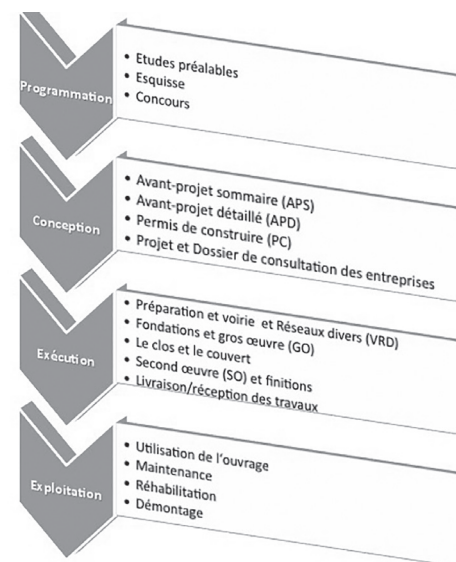 Programmation
• Etudes préalables
• Esquisse
• Concours
Conception
• Avant-projet sommaire (APS)
• Avant-projet détaillé (APD)
• Permis de construire (PC)
• Projet et Dossier de consultation des entreprises
Exécution
• Préparation et voirie et Réseaux divers (VRD)
• Fondations et gros œuvre (GO)
• Le clos et le couvert
• Second œuvre (SO) et finitions
• Livraison/réception des travaux
Exploitation
• Utilisation de l'ouvrage
• Maintenance
• Réhabilitation
• Démontage